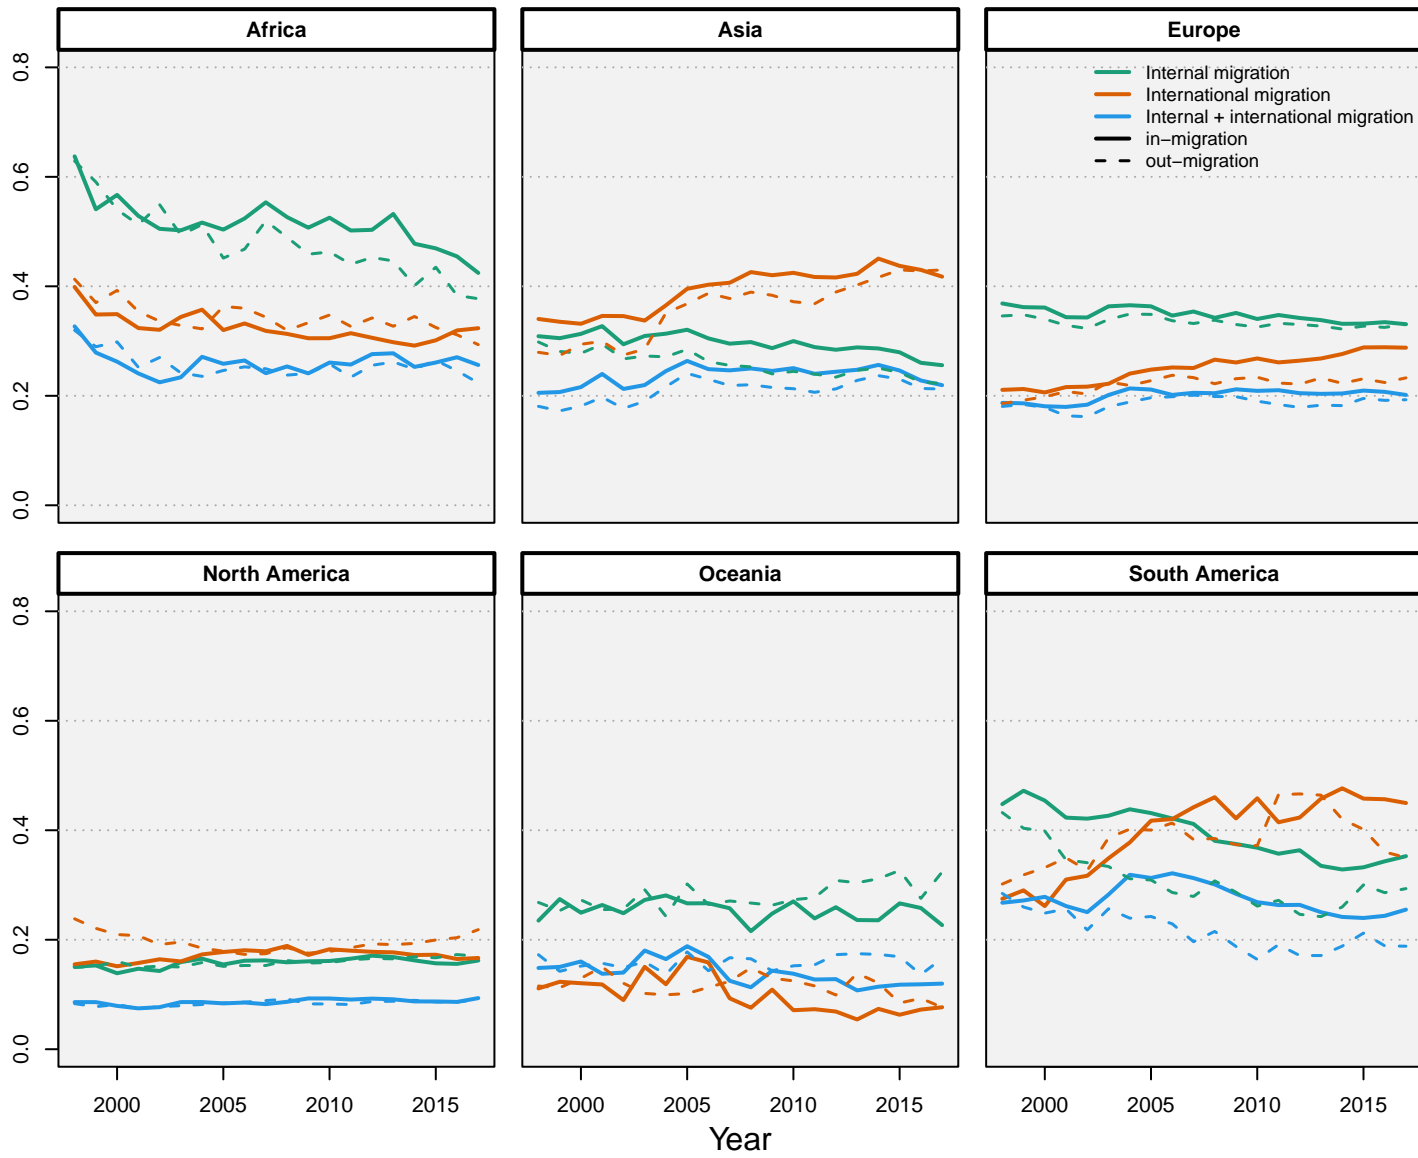 Africa
Asia
Europe
0.8
0.6
0.4
0.2
0.0
Internal migration
International migration
Internal + international migration
in−migration
out−migration
North America
Oceania
South America
0.8
0.6
0.4
0.2
0.0
2000 2005 2010 2015
2000 2005 2010 2015
2000 2005 2010 2015
Year